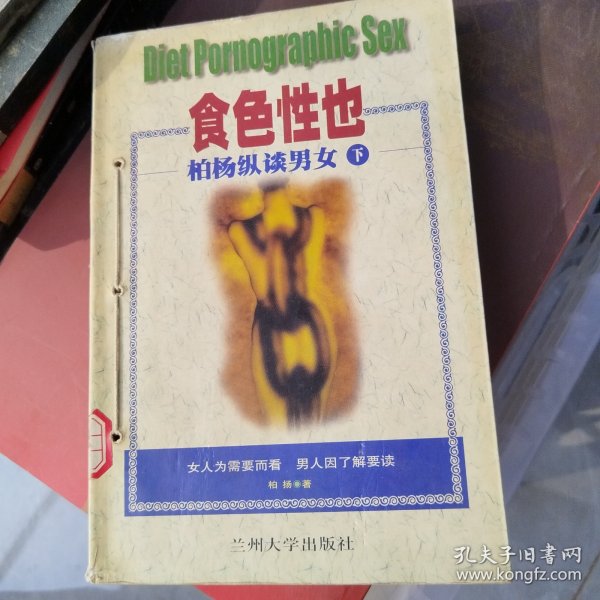 Diet Pornographic Sex
食色性也
柏杨纵谈男女 下
女人为需要而看 男人因了解要读
柏 扬※著
兰州大学出版社
孔夫子旧书网
www.kongfz.com